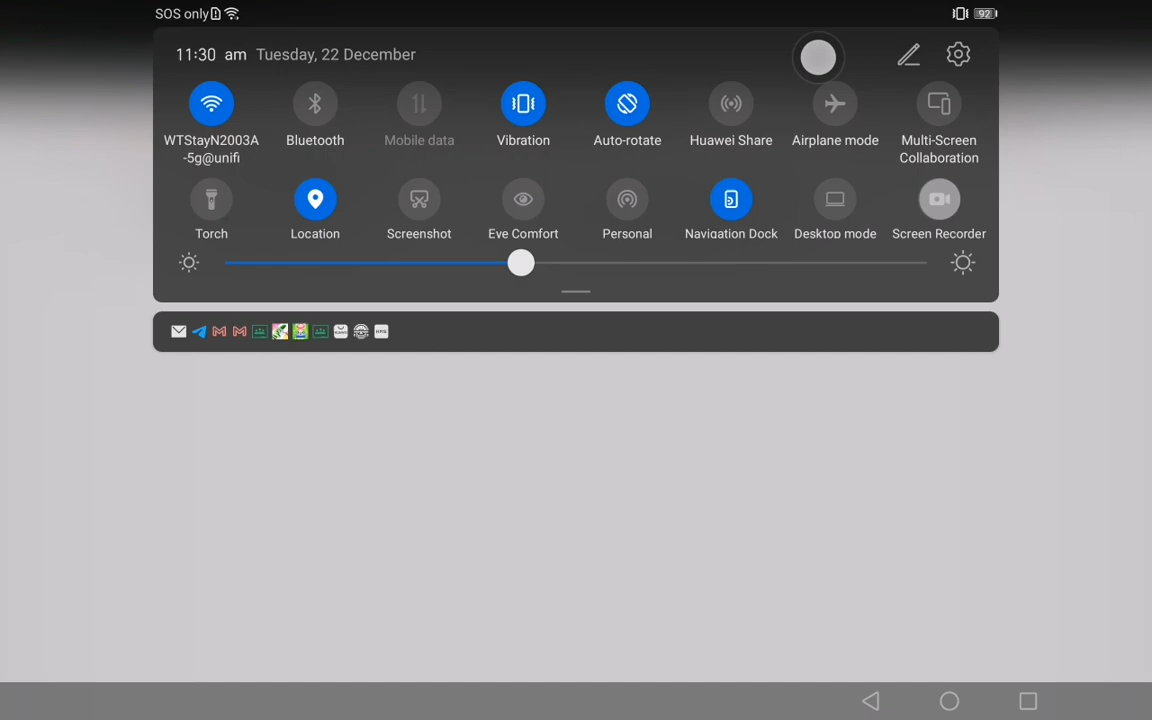 SOS only
92
11:30 am Tuesday, 22 December
WTStayN2003A
-5g@unifi
Bluetooth
Mobile data
Vibration
Auto-rotate
Huawei Share
Airplane mode
Multi-Screen
Collaboration
Torch
Location
Screenshot
Eye Comfort
Personal
Navigation Dock
Desktop mode
Screen Recorder